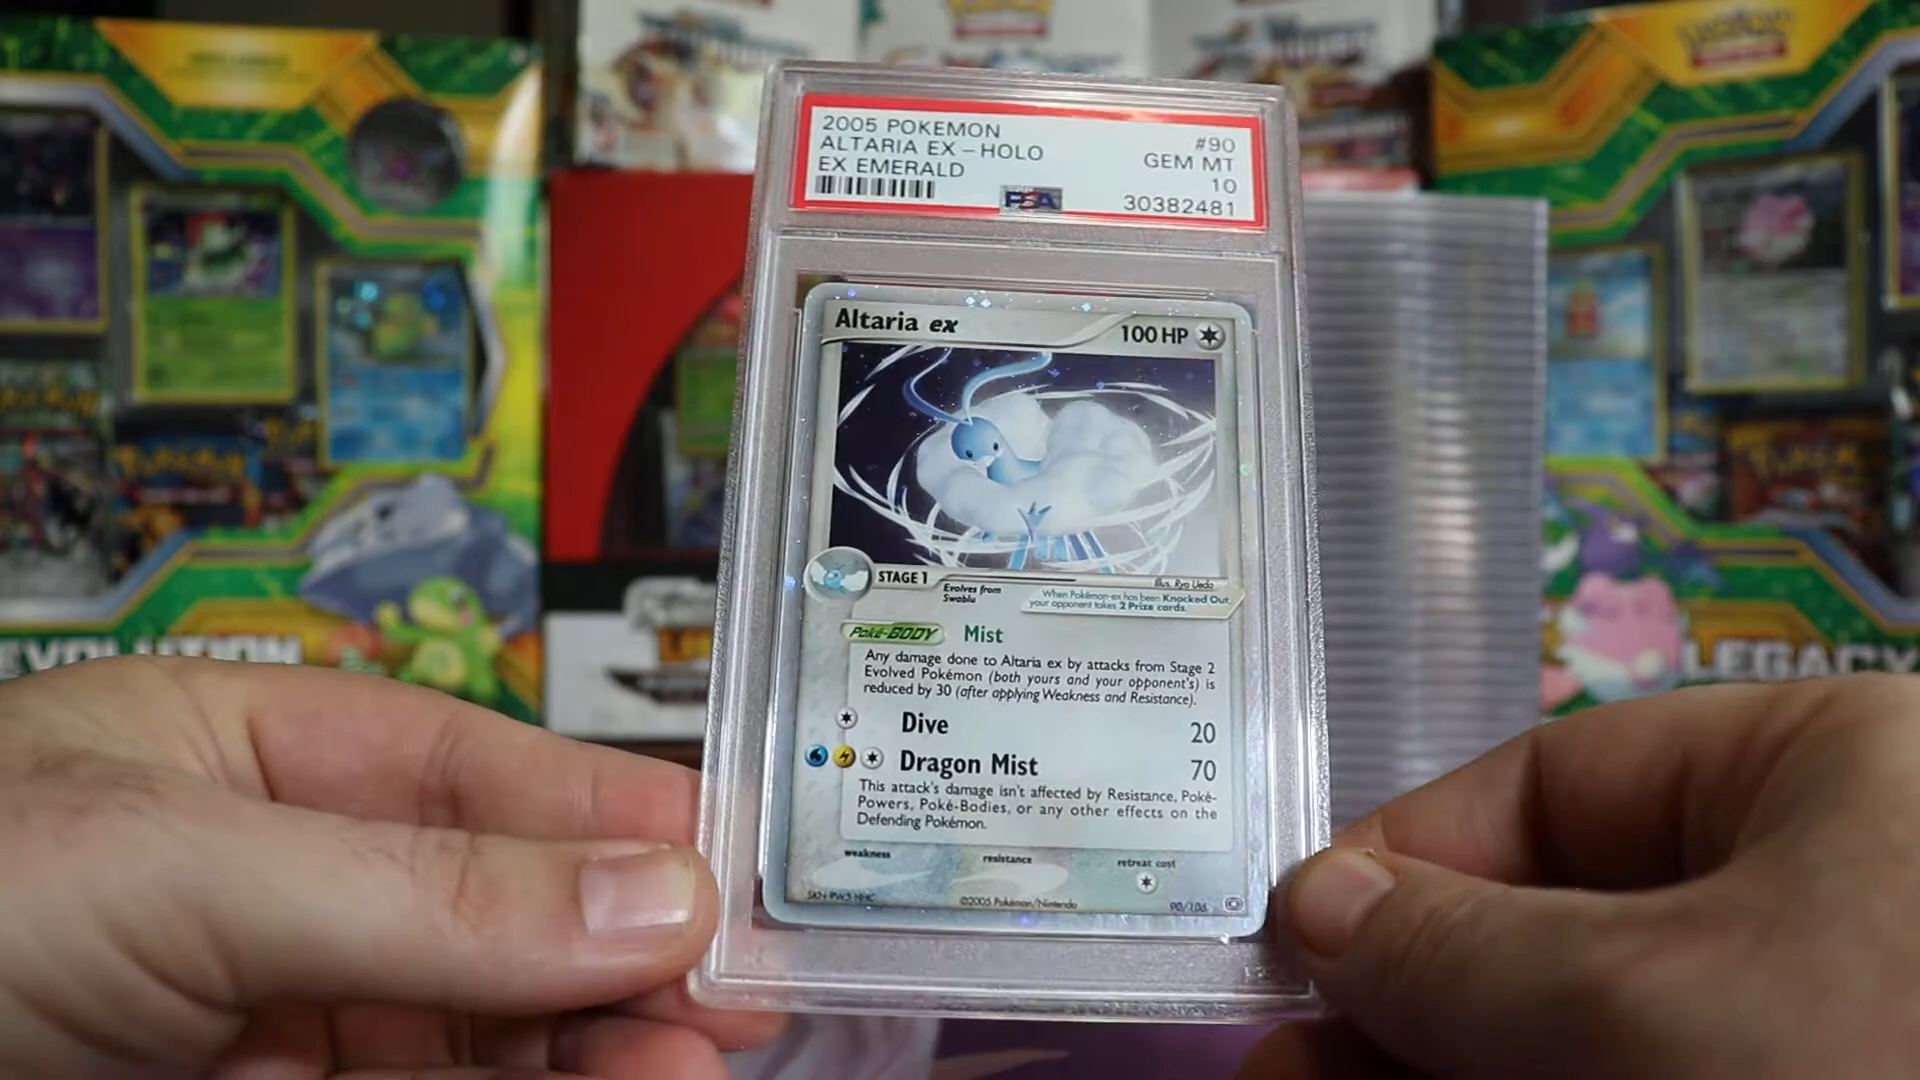 2005 POKEMON
#90
ALTARIA EX – HOLO
GEM MT
EX EMERALD
10
PSA
30382481
Altaria ex
100 HP
STAGE 1
Evolves from
Swablu
Illus. Ryo Ueda
When Pokémon-ex has been Knocked Out,
your opponent takes 2 Prize cards.
Poké-BODY Mist
Any damage done to Altaria ex by attacks from Stage 2
Evolved Pokémon (both yours and your opponent's) is
reduced by 30 (after applying Weakness and Resistance).
Dive 20
Dragon Mist 70
This attack's damage isn't affected by Resistance, Poké-
Powers, Poké-Bodies, or any other effects on the
Defending Pokémon.
weakness
resistance
retreat cost
©2005 Pokémon/Nintendo
90/106
EVOLUTION
LEGACY